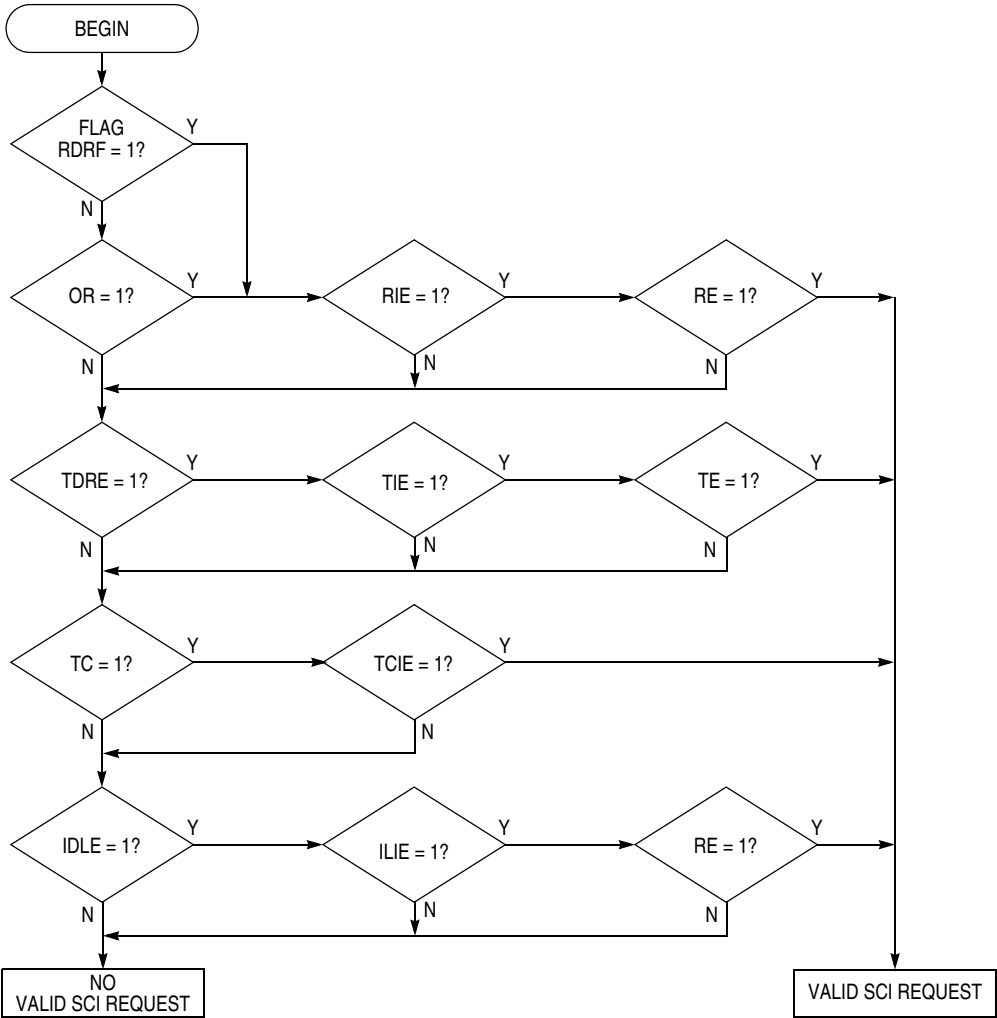 BEGIN
FLAG
RDRF = 1?
Y
N
OR = 1?
Y
RIE = 1?
Y
RE = 1?
Y
N
N
N
TDRE = 1?
Y
TIE = 1?
Y
TE = 1?
Y
N
N
N
TC = 1?
Y
TCIE = 1?
Y
N
N
IDLE = 1?
Y
ILIE = 1?
Y
RE = 1?
Y
N
N
N
NO
VALID SCI REQUEST
VALID SCI REQUEST